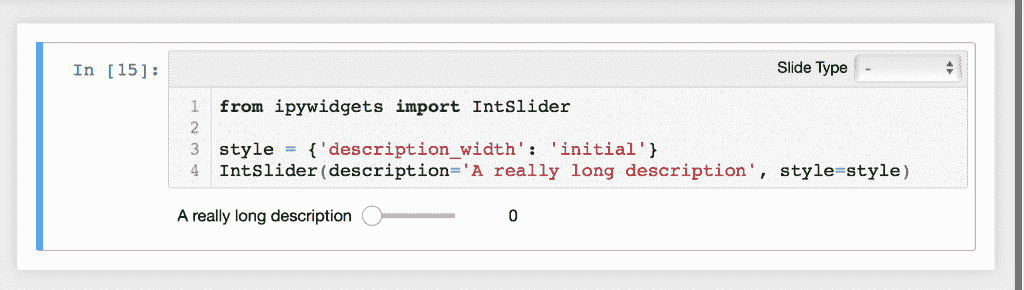 In [15]:
Slide Type -
1 from ipywidgets import IntSlider
2
3 style = {'description_width': 'initial'}
4 IntSlider(description='A really long description', style=style)
A really long description 0